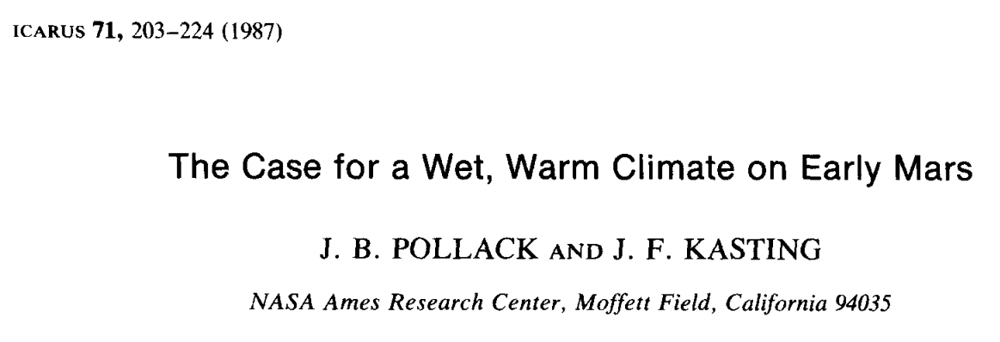 ICARUS 71, 203–224 (1987)
The Case for a Wet, Warm Climate on Early Mars
J. B. POLLACK AND J. F. KASTING
NASA Ames Research Center, Moffett Field, California 94035